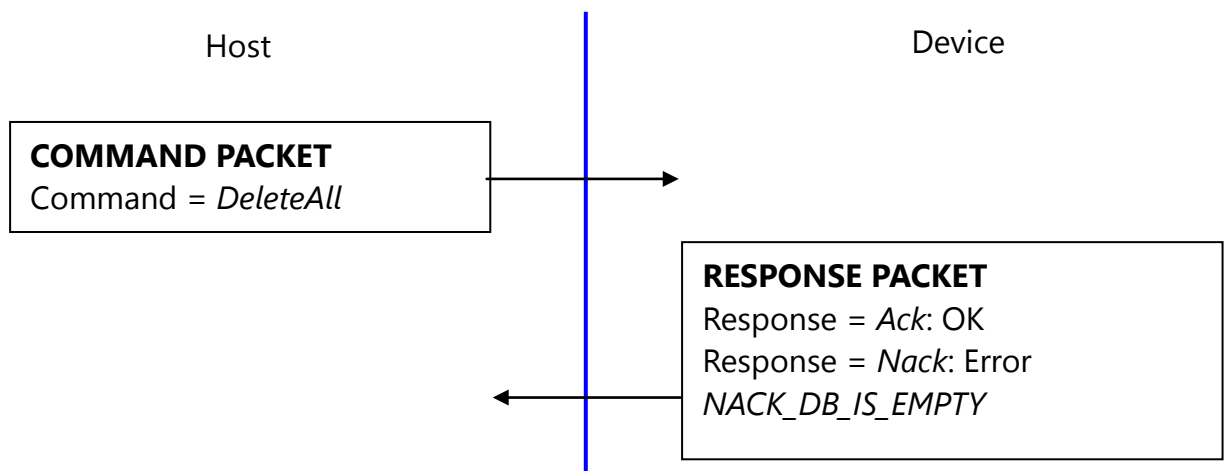 Host
Device
COMMAND PACKET
Command = DeleteAll
RESPONSE PACKET
Response = Ack: OK
Response = Nack: Error
NACK_DB_IS_EMPTY